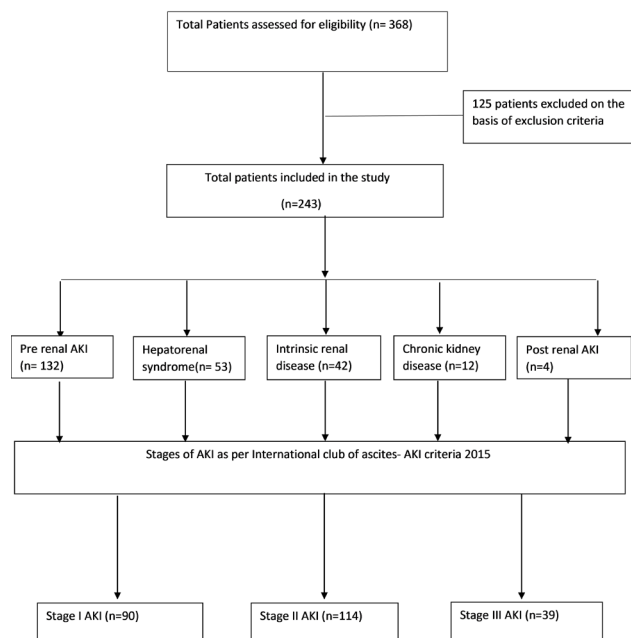 Total Patients assessed for eligibility (n= 368)
125 patients excluded on the
basis of exclusion criteria
Total patients included in the study
(n=243)
Pre renal AKI
(n= 132)
Hepatorenal
syndrome(n= 53)
Intrinsic renal
disease (n=42)
Chronic kidney
disease (n=12)
Post renal AKI
(n=4)
Stages of AKI as per International club of ascites- AKI criteria 2015
Stage I AKI (n=90)
Stage II AKI (n=114)
Stage III AKI (n=39)